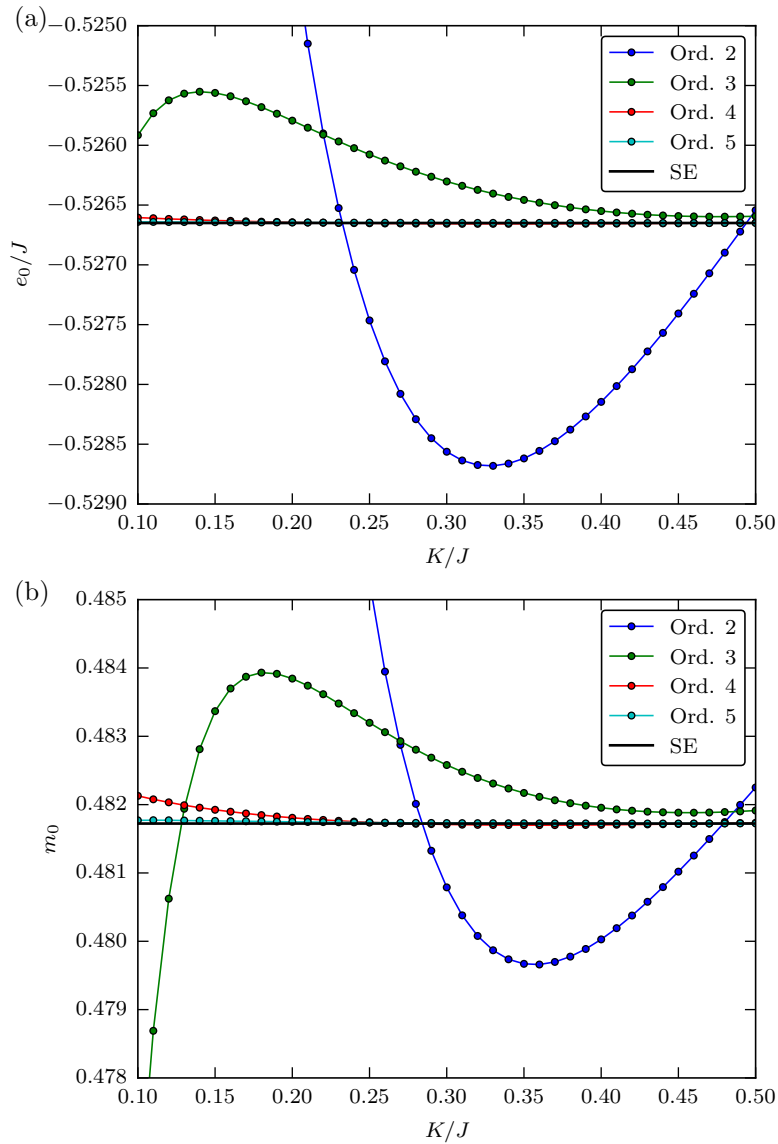 (a)
−0.5250
−0.5255
−0.5260
−0.5265
−0.5270
−0.5275
−0.5280
−0.5285
−0.5290
e₀/J
Ord. 2
Ord. 3
Ord. 4
Ord. 5
SE
0.10 0.15 0.20 0.25 0.30 0.35 0.40 0.45 0.50
K/J
(b)
0.485
0.484
0.483
0.482
0.481
0.480
0.479
0.478
m₀
Ord. 2
Ord. 3
Ord. 4
Ord. 5
SE
0.10 0.15 0.20 0.25 0.30 0.35 0.40 0.45 0.50
K/J